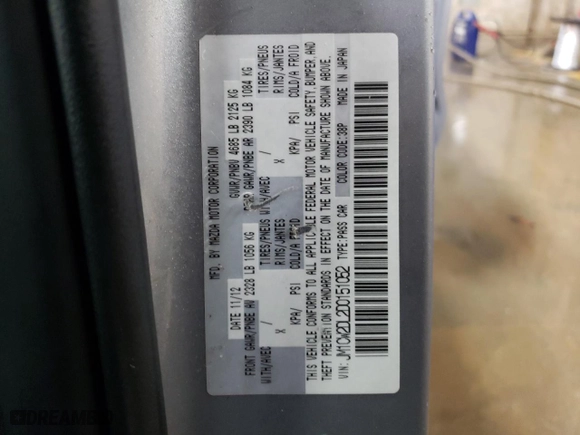 MFD. BY MAZDA MOTOR CORPORATION
DATE 11/12 GVWR/PNBV 4685 LB 2125 KG
FRONT GAWR/PNBE AV 2328 LB 1056 KG GAWR/PNBE AR 2390 LB 1084 KG
WITH/AVEC TIRES/PNEUS WITH/AVEC TIRES/PNEUS
X RIMS/JANTES X RIMS/JANTES
KPA/ PSI COLD/A FROID KPA/ PSI COLD/A FROID
THIS VEHICLE CONFORMS TO ALL APPLICABLE FEDERAL MOTOR VEHICLE SAFETY, BUMPER, AND
THEFT PREVENTION STANDARDS IN EFFECT ON THE DATE OF MANUFACTURE SHOWN ABOVE.
VIN: JM1CW2DL2D0151052 TYPE:PASS CAR COLOR CODE:38P MADE IN JAPAN
DREAMBID